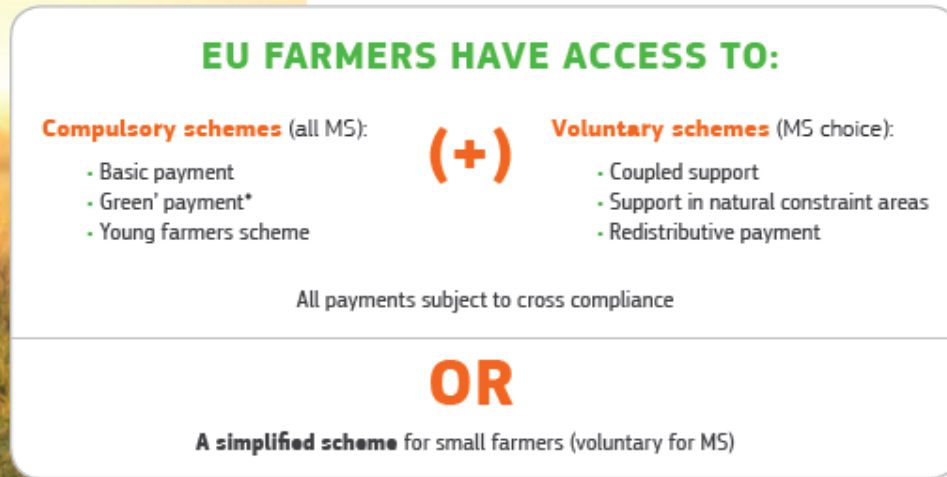 EU FARMERS HAVE ACCESS TO:
Compulsory schemes (all MS):
· Basic payment
· Green' payment*
· Young farmers scheme
(+)
Voluntary schemes (MS choice):
· Coupled support
· Support in natural constraint areas
· Redistributive payment
All payments subject to cross compliance
OR
A simplified scheme for small farmers (voluntary for MS)